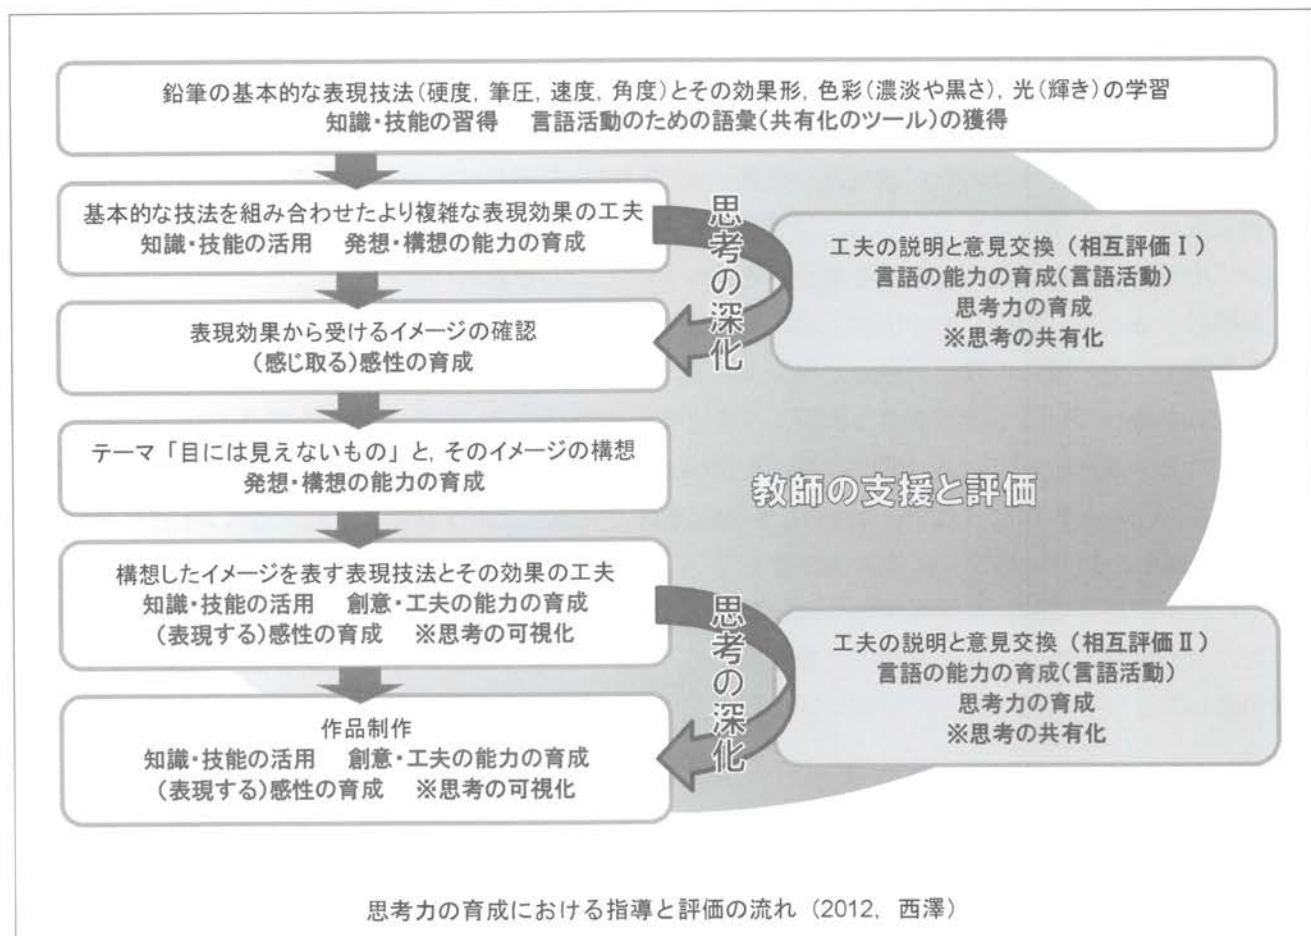 鉛筆の基本的な表現技法(硬度, 筆圧, 速度, 角度)とその効果形, 色彩(濃淡や黒さ), 光(輝き)の学習
知識・技能の習得　言語活動のための語彙(共有化のツール)の獲得
基本的な技法を組み合わせたより複雑な表現効果の工夫
知識・技能の活用　発想・構想の能力の育成
思考の深化
工夫の説明と意見交換（相互評価Ⅰ）
言語の能力の育成(言語活動)
思考力の育成
※思考の共有化
表現効果から受けるイメージの確認
(感じ取る)感性の育成
テーマ「目には見えないもの」と, そのイメージの構想
発想・構想の能力の育成
教師の支援と評価
構想したイメージを表す表現技法とその効果の工夫
知識・技能の活用　創意・工夫の能力の育成
(表現する)感性の育成　※思考の可視化
思考の深化
工夫の説明と意見交換（相互評価Ⅱ）
言語の能力の育成(言語活動)
思考力の育成
※思考の共有化
作品制作
知識・技能の活用　創意・工夫の能力の育成
(表現する)感性の育成　※思考の可視化
思考力の育成における指導と評価の流れ（2012, 西澤）